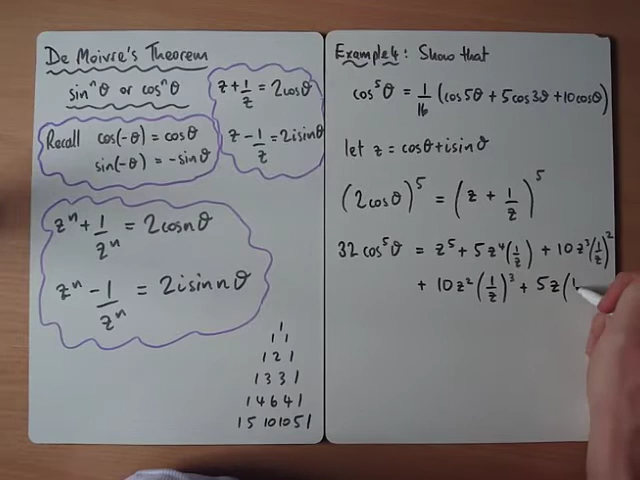 De Moivre's Theorem
sinⁿθ or cosⁿθ
z + 1/z = 2cosθ
z - 1/z = 2isinθ
Recall cos(-θ) = cosθ
sin(-θ) = -sinθ
zⁿ + 1/zⁿ = 2cosnθ
zⁿ - 1/zⁿ = 2isin nθ
1
1 1
1 2 1
1 3 3 1
1 4 6 4 1
1 5 10 10 5 1
Example 4: Show that
cos⁵θ = 1/16 (cos5θ + 5cos3θ + 10cosθ)
let z = cosθ + isinθ
(2cosθ)⁵ = (z + 1/z)⁵
32cos⁵θ = z⁵ + 5z⁴(1/z) + 10z³(1/z)²
+ 10z²(1/z)³ + 5z(1